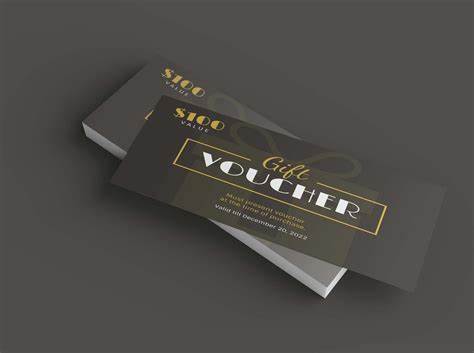 $100
VALUE
$100
VALUE
Gift
VOUCHER
Must present voucher
at the time of purchase.
Valid till December 20, 2022